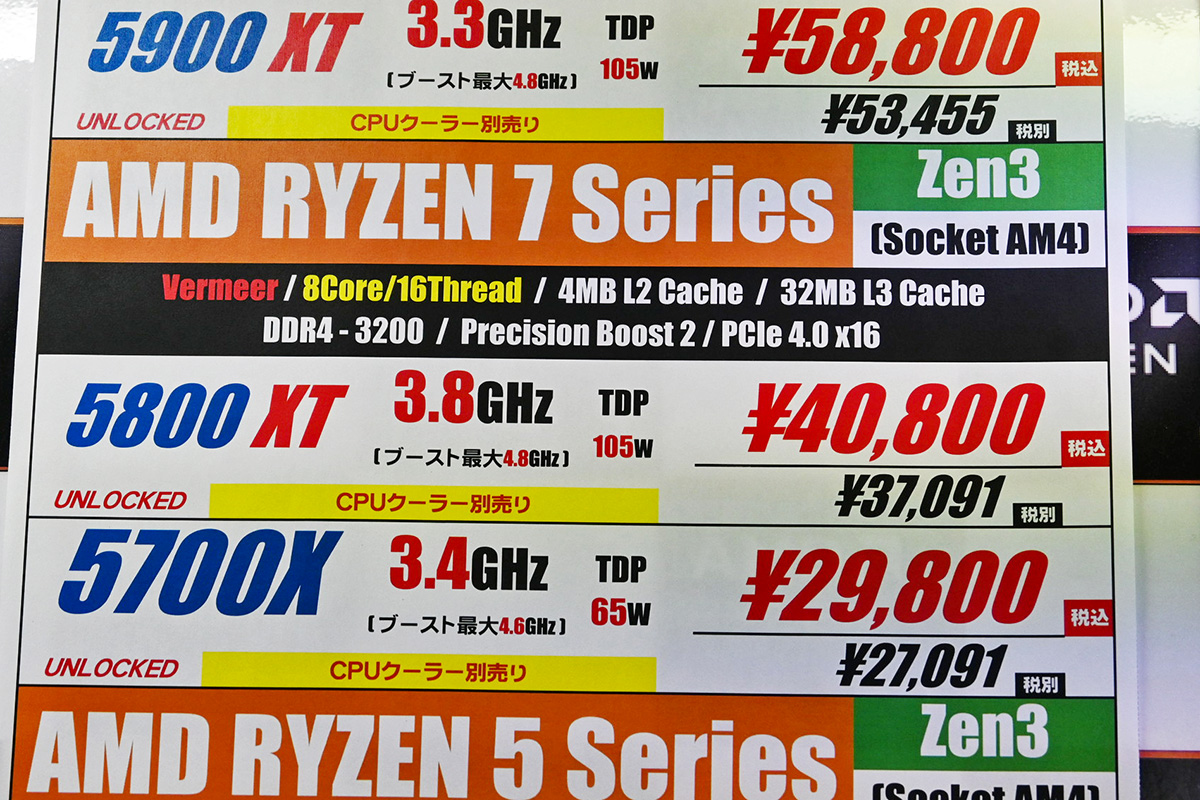 5900 XT 3.3GHz TDP ¥58,800 税込
(ブースト最大4.8GHz) 105W
¥53,455 税別
UNLOCKED CPUクーラー別売り
AMD RYZEN 7 Series Zen3
(Socket AM4)
Vermeer / 8Core/16Thread / 4MB L2 Cache / 32MB L3 Cache
DDR4 - 3200 / Precision Boost 2 / PCIe 4.0 x16
5800 XT 3.8GHz TDP ¥40,800 税込
(ブースト最大4.8GHz) 105W
¥37,091 税別
UNLOCKED CPUクーラー別売り
5700X 3.4GHz TDP ¥29,800 税込
(ブースト最大4.6GHz) 65W
¥27,091 税別
UNLOCKED CPUクーラー別売り
AMD RYZEN 5 Series Zen3
(Socket AM4)